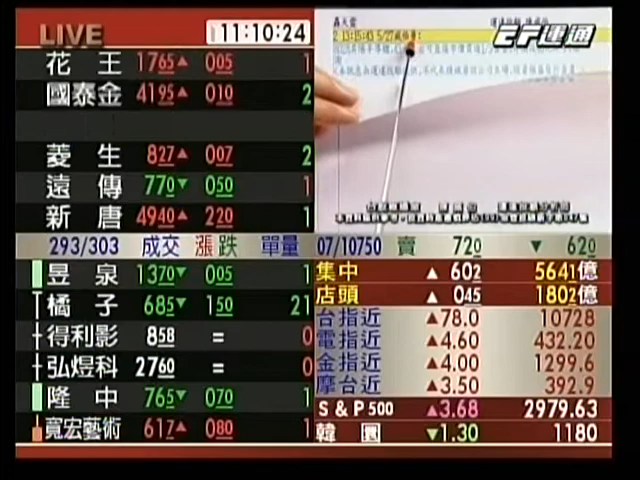 LIVE 11:10:24
EF運通
花王 1765▲ 005 1
國泰金 4195▲ 010 2
菱生 827▲ 007 2
遠傳 770▼ 050 1
新唐 4940▲ 220 1
293/303 成交 漲跌 單量
昱泉 1370▼ 005 1
橘子 685▼ 150 21
得利影 858 = 0
弘煜科 2760 = 0
隆中 765▼ 070 1
寬宏藝術 617▲ 080 1
07/10750 賣 720 ▼ 620
集中 ▲ 602 5641億
店頭 ▲ 045 1802億
台指近 ▲78.0 10728
電指近 ▲4.60 432.20
金指近 ▲4.00 1299.6
摩台近 ▲3.50 392.9
S & P 500 ▲3.68 2979.63
韓國 ▼1.30 1180